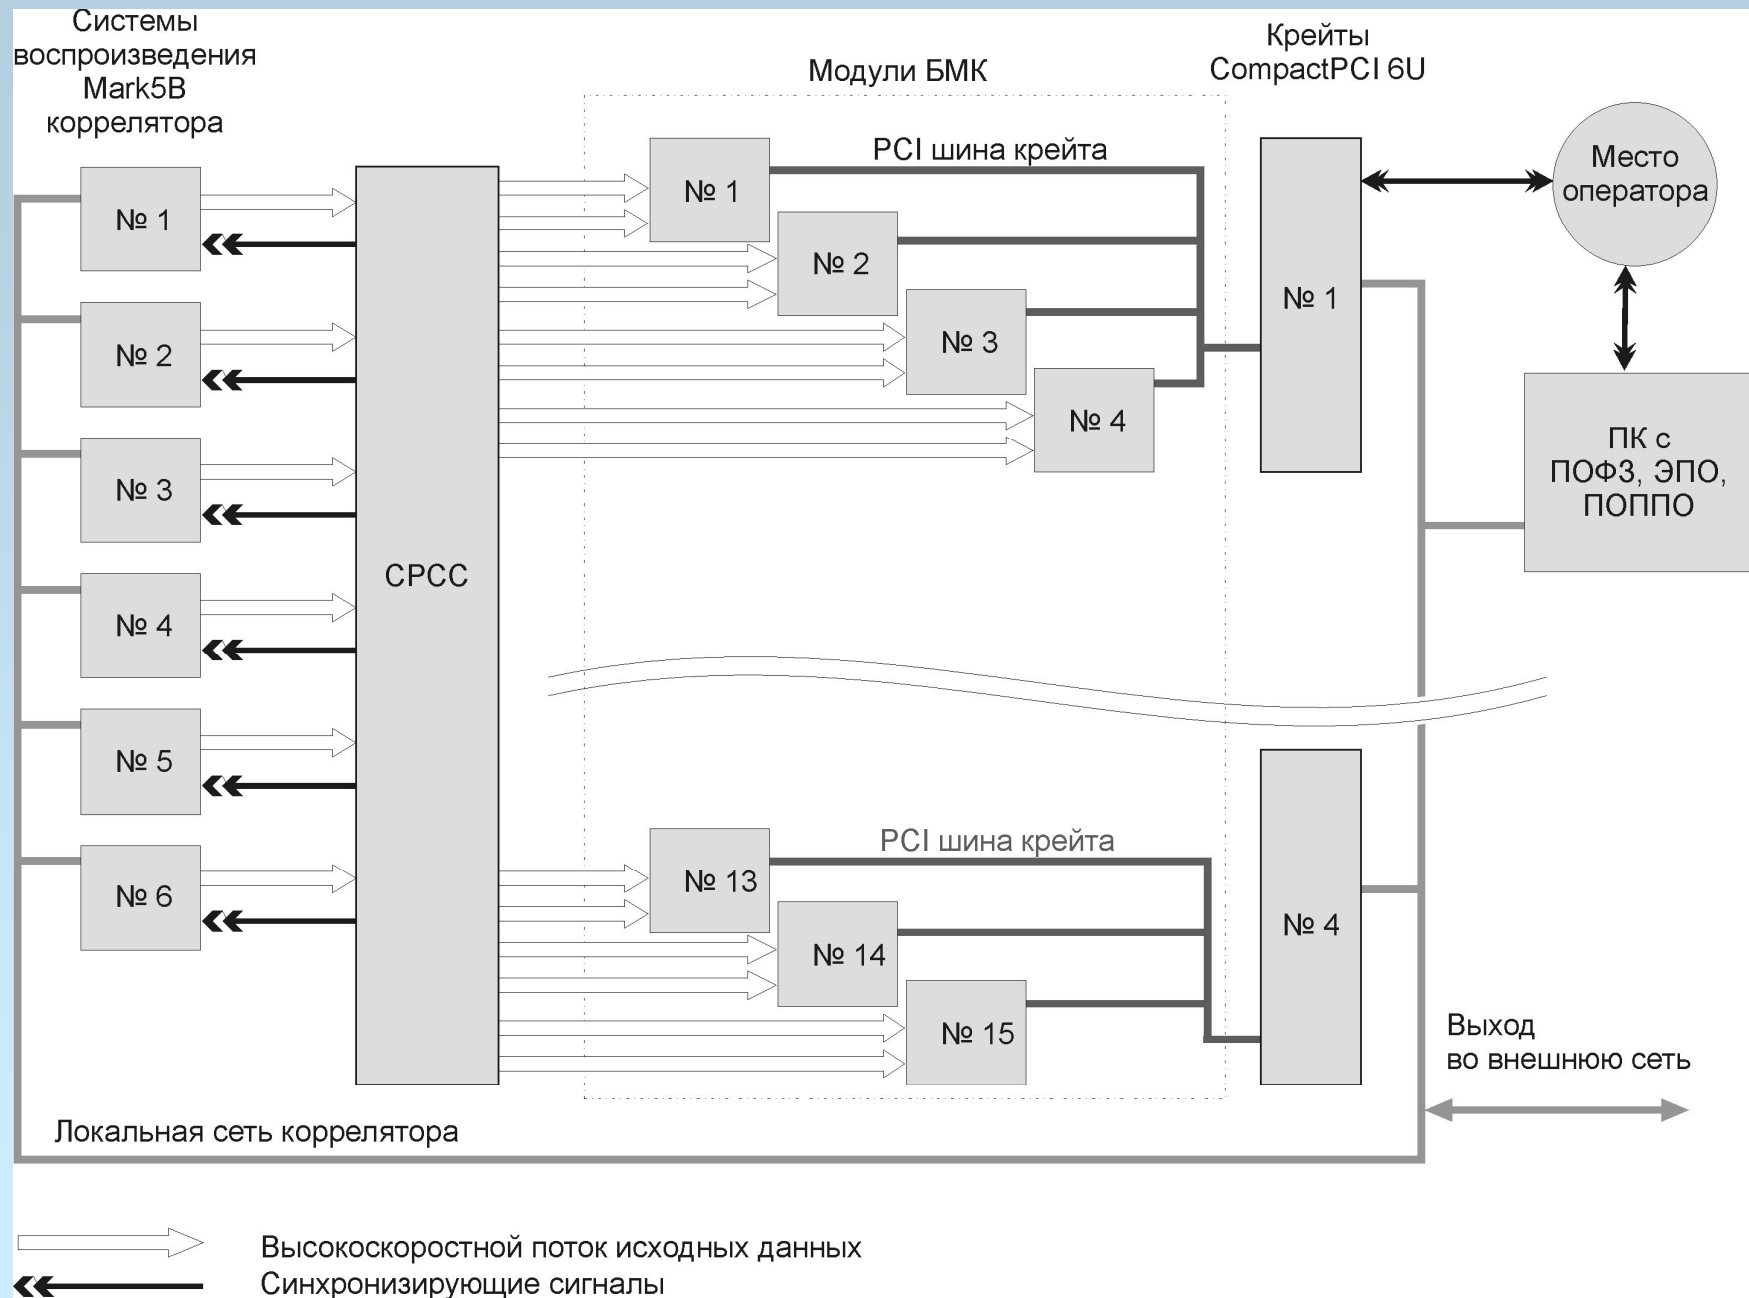 Системы
воспроизведения
Mark5B
коррелятора
Модули БМК
Крейты
CompactPCI 6U
PCI шина крейта
Место
оператора
№ 1
№ 2
№ 3
№ 4
№ 5
№ 6
СРСС
№ 1
№ 2
№ 3
№ 4
№ 1
ПК с
ПОФЗ, ЭПО,
ПОППО
PCI шина крейта
№ 13
№ 14
№ 15
№ 4
Выход
во внешнюю сеть
Локальная сеть коррелятора
Высокоскоростной поток исходных данных
Синхронизирующие сигналы